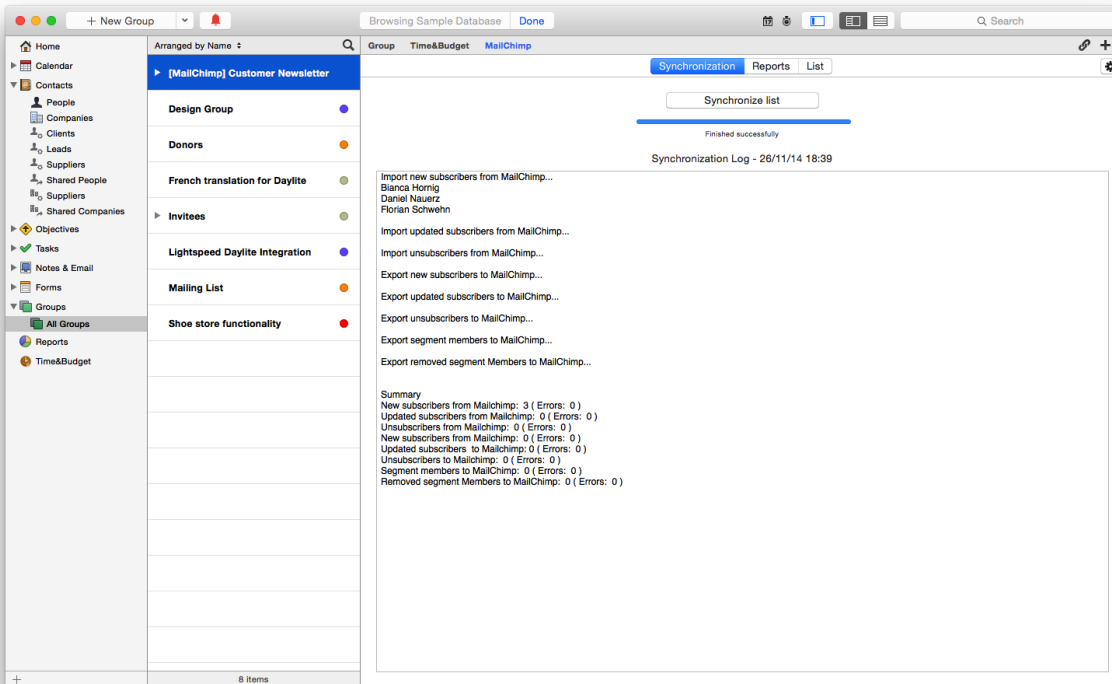 + New Group
Browsing Sample Database
Done
Search
Home
Calendar
Contacts
People
Companies
Clients
Leads
Suppliers
Shared People
Suppliers
Shared Companies
Objectives
Tasks
Notes & Email
Forms
Groups
All Groups
Reports
Time&Budget
+
Arranged by Name
[MailChimp] Customer Newsletter
Design Group
Donors
French translation for Daylite
Invitees
Lightspeed Daylite Integration
Mailing List
Shoe store functionality
8 items
Group Time&Budget MailChimp
Synchronization Reports List
Synchronize list
Finished successfully
Synchronization Log - 26/11/14 18:39
Import new subscribers from MailChimp...
Bianca Hornig
Daniel Nauerz
Florian Schwehn
Import updated subscribers from MailChimp...
Import unsubscribers from MailChimp...
Export new subscribers to MailChimp...
Export updated subscribers to MailChimp...
Export unsubscribers to MailChimp...
Export segment members to MailChimp...
Export removed segment Members to MailChimp...
Summary
New subscribers from Mailchimp: 3 ( Errors: 0 )
Updated subscribers from Mailchimp: 0 ( Errors: 0 )
Unsubscribers from Mailchimp: 0 ( Errors: 0 )
New subscribers from Mailchimp: 0 ( Errors: 0 )
Updated subscribers to Mailchimp: 0 ( Errors: 0 )
Unsubscribers to Mailchimp: 0 ( Errors: 0 )
Segment members to MailChimp: 0 ( Errors: 0 )
Removed segment Members to MailChimp: 0 ( Errors: 0 )